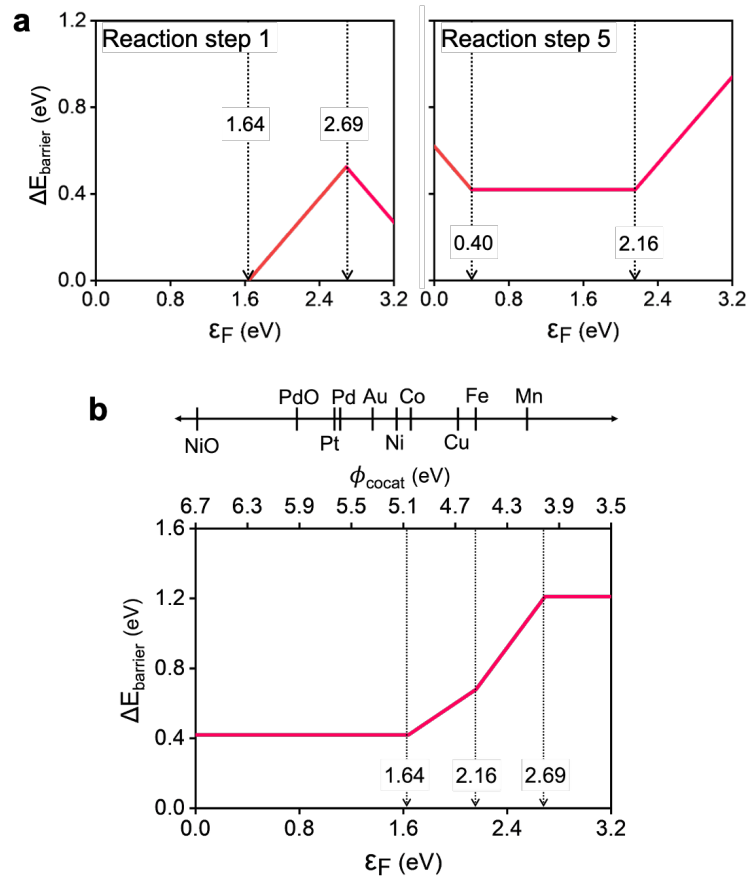 a
Reaction step 1
Reaction step 5
1.2
0.8
0.4
0.0
ΔE_barrier (eV)
1.64
2.69
0.40
2.16
0.0 0.8 1.6 2.4 3.2
0.0 0.8 1.6 2.4 3.2
ε_F (eV)
ε_F (eV)
b
PdO Pd Au Co Fe Mn
NiO Pt Ni Cu
ϕ_cocat (eV)
6.7 6.3 5.9 5.5 5.1 4.7 4.3 3.9 3.5
1.6
1.2
0.8
0.4
0.0
ΔE_barrier (eV)
1.64 2.16 2.69
0.0 0.8 1.6 2.4 3.2
ε_F (eV)